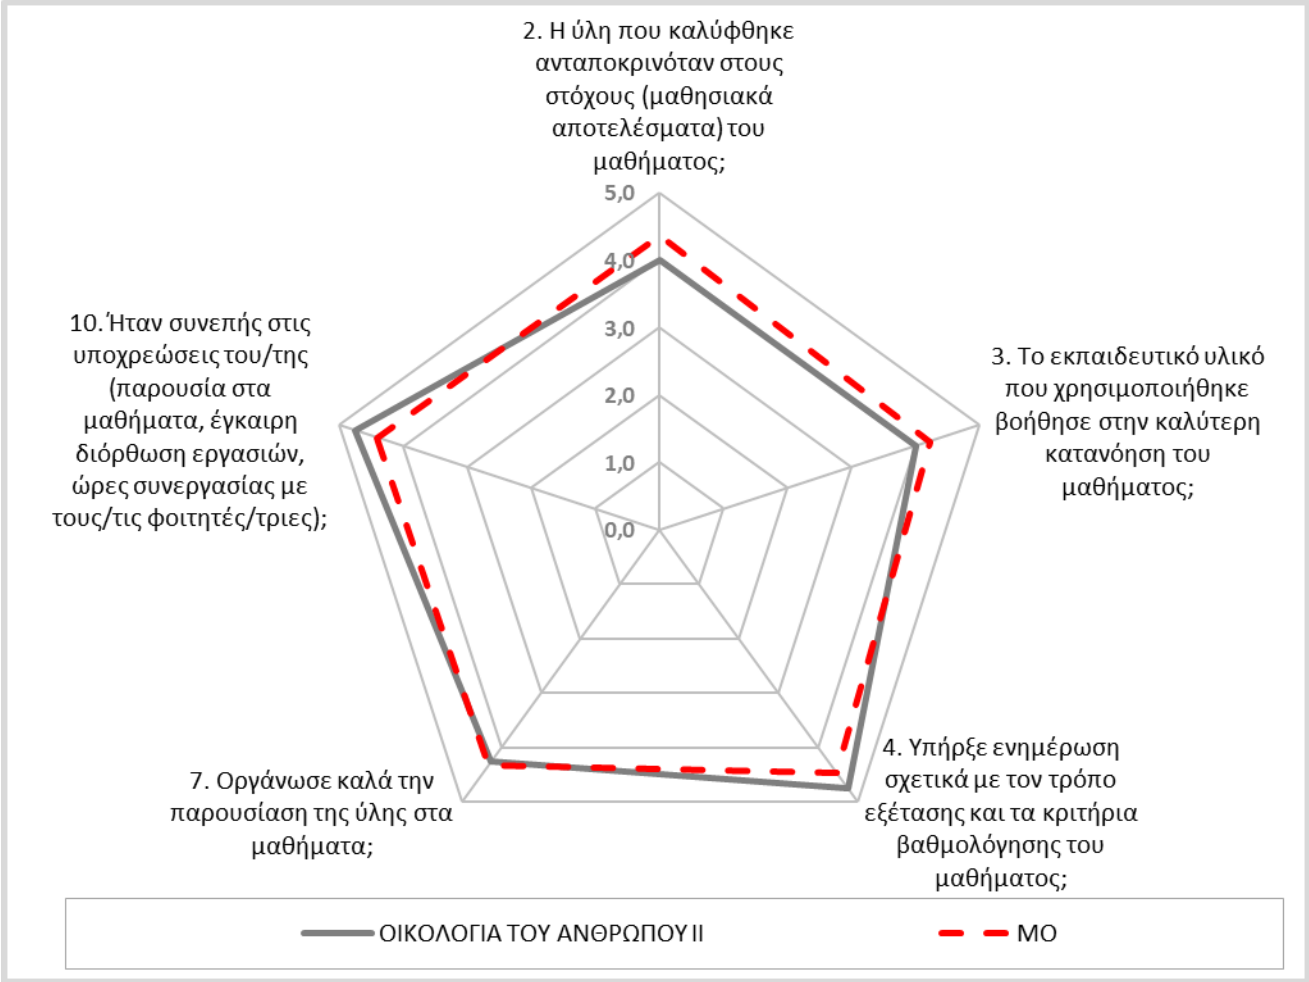 2. Η ύλη που καλύφθηκε
ανταποκρινόταν στους
στόχους (μαθησιακά
αποτελέσματα) του
μαθήματος;
5,0
4,0
3,0
2,0
1,0
0,0
3. Το εκπαιδευτικό υλικό
που χρησιμοποιήθηκε
βοήθησε στην καλύτερη
κατανόηση του
μαθήματος;
4. Υπήρξε ενημέρωση
σχετικά με τον τρόπο
εξέτασης και τα κριτήρια
βαθμολόγησης του
μαθήματος;
7. Οργάνωσε καλά την
παρουσίαση της ύλης στα
μαθήματα;
10. Ήταν συνεπής στις
υποχρεώσεις του/της
(παρουσία στα
μαθήματα, έγκαιρη
διόρθωση εργασιών,
ώρες συνεργασίας με
τους/τις φοιτητές/τριες);
ΟΙΚΟΛΟΓΙΑ ΤΟΥ ΑΝΘΡΩΠΟΥ ΙΙ
ΜΟ